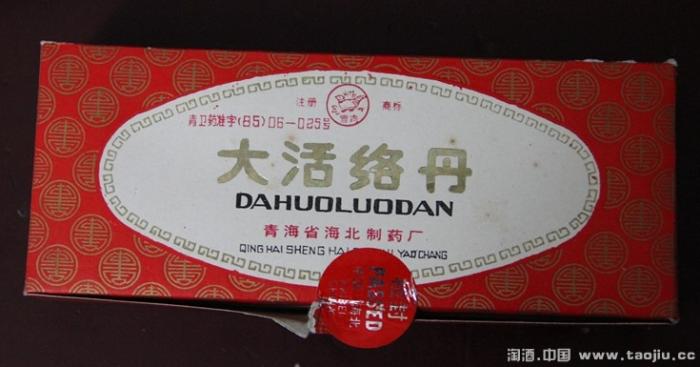 注册 商标
青卫药准字(85)06-025号
大活络丹
DAHUOLUODAN
青海省海北制药厂
QING HAI SHENG HAI YAO CHANG
封
PASSED
淘酒.中国 www.taojiu.cc